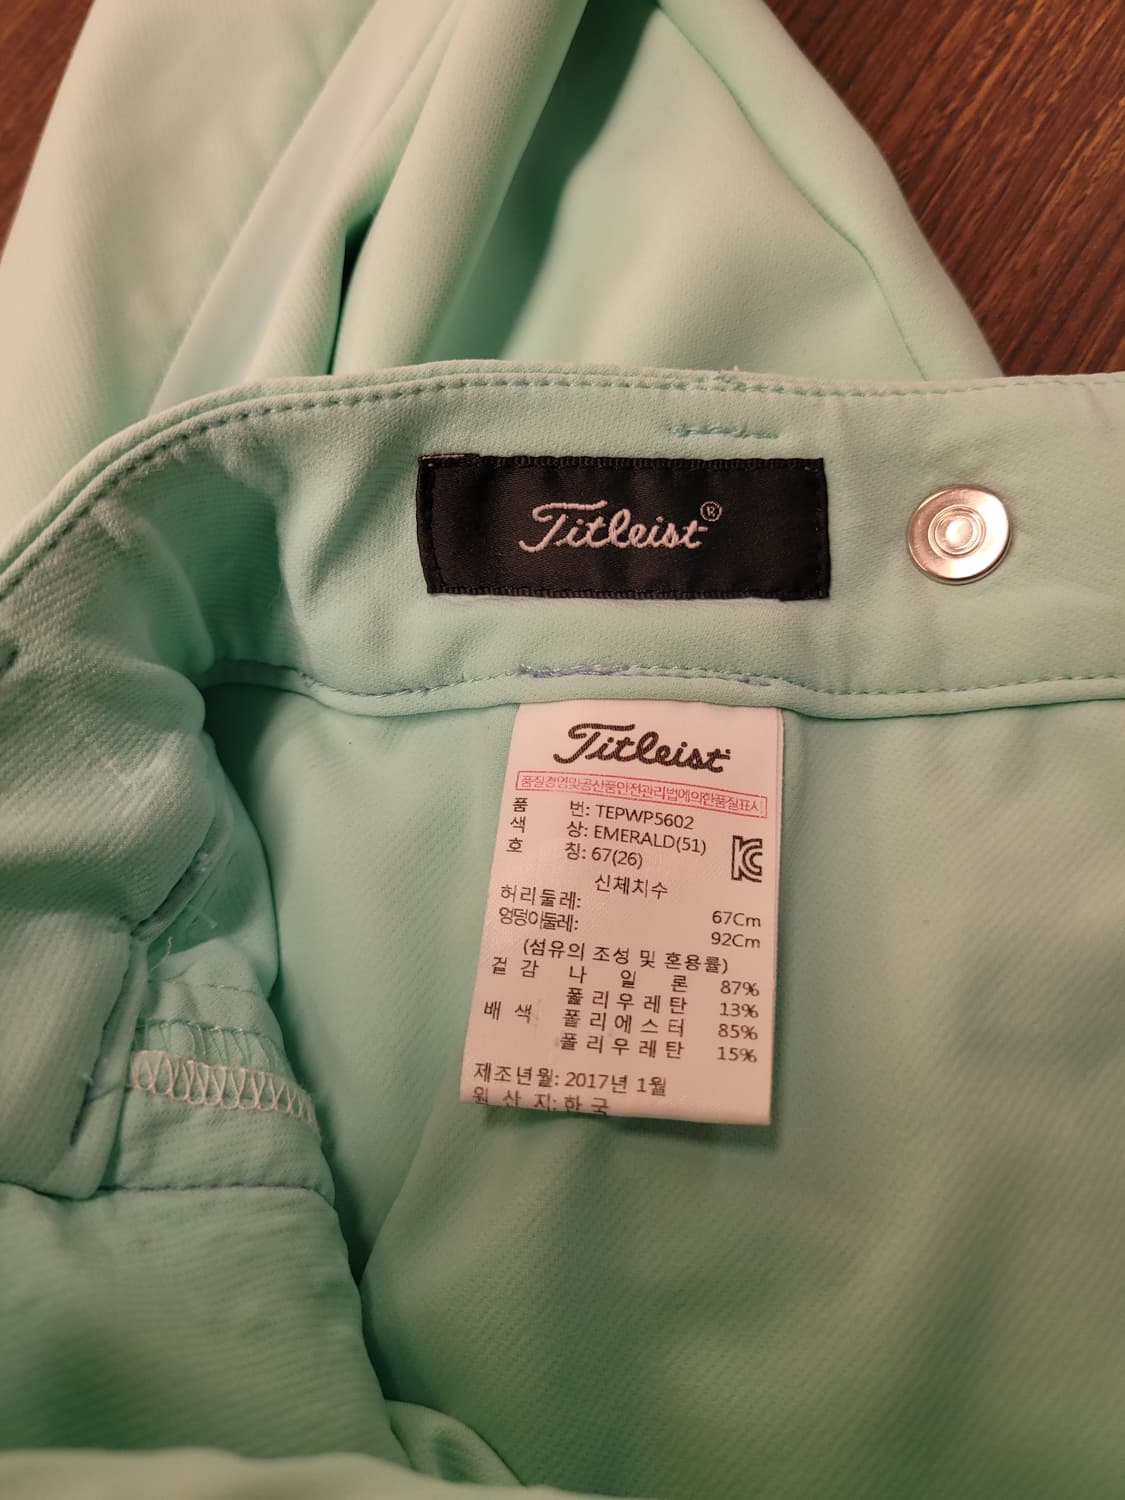 Titleist®
Titleist
품질경영및공산품안전관리법에의한품질표시
품 번: TEPWP5602
색 상: EMERALD(51)
호 칭: 67(26)
신체치수
허리둘레: 67Cm
엉덩이둘레: 92Cm
(섬유의 조성 및 혼용률)
겉감 나일론 87%
폴리우레탄 13%
배색 폴리에스터 85%
폴리우레탄 15%
제조년월: 2017년 1월
원산지: 한국